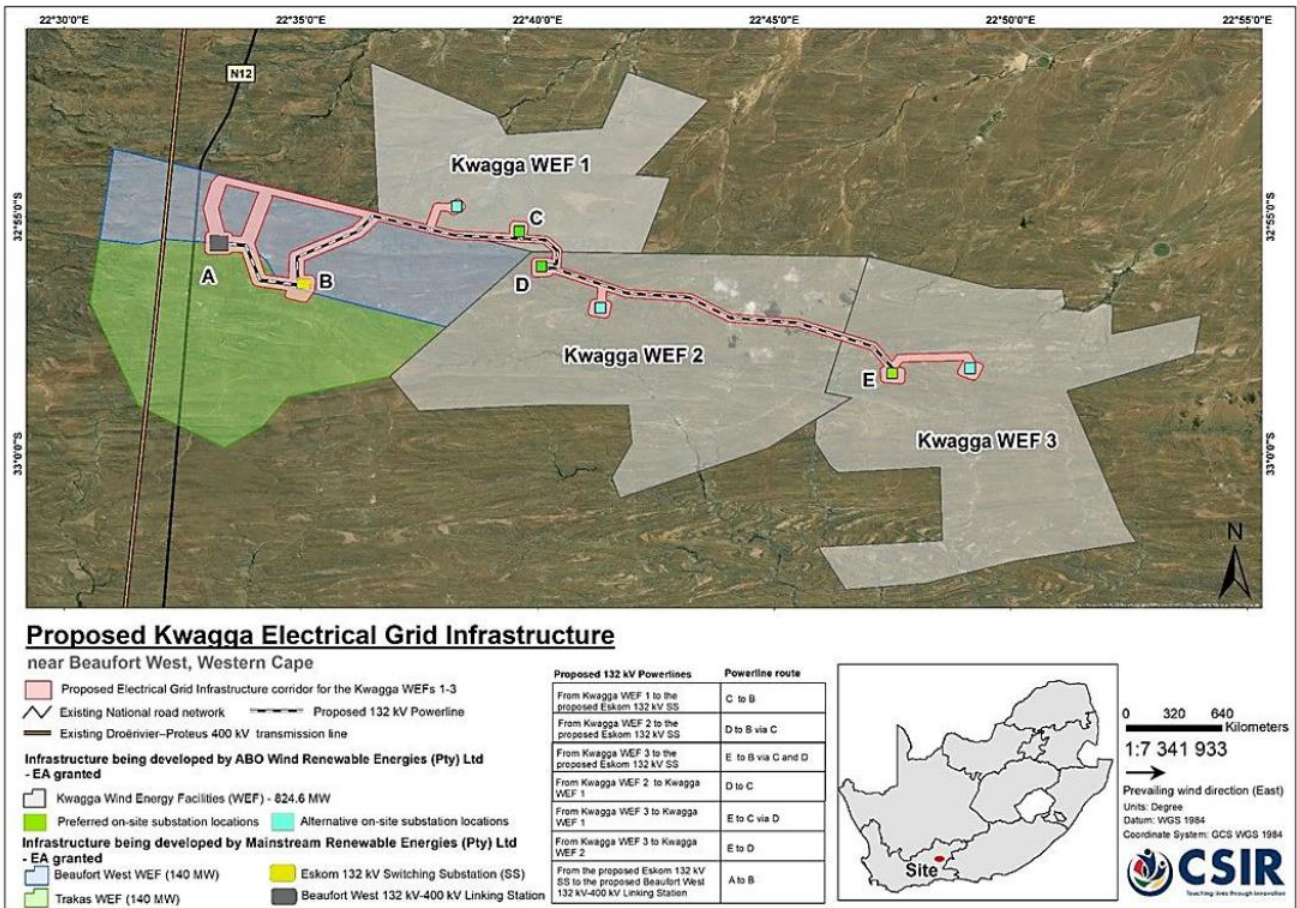 22°30'0"E 22°35'0"E 22°40'0"E 22°45'0"E 22°50'0"E 22°55'0"E
N12
Kwagga WEF 1
32°55'0"S
32°55'0"S
C
A
B
D
Kwagga WEF 2
E
Kwagga WEF 3
33°0'0"S
33°0'0"S
N
Proposed Kwagga Electrical Grid Infrastructure
near Beaufort West, Western Cape
Proposed Electrical Grid Infrastructure corridor for the Kwagga WEFs 1-3
Existing National road network
Proposed 132 kV Powerline
Existing Droërivier–Proteus 400 kV transmission line
Infrastructure being developed by ABO Wind Renewable Energies (Pty) Ltd
- EA granted
Kwagga Wind Energy Facilities (WEF) - 824.6 MW
Preferred on-site substation locations
Alternative on-site substation locations
Infrastructure being developed by Mainstream Renewable Energies (Pty) Ltd
- EA granted
Beaufort West WEF (140 MW)
Eskom 132 kV Switching Substation (SS)
Trakas WEF (140 MW)
Beaufort West 132 kV-400 kV Linking Station
Proposed 132 kV Powerlines
Powerline route
From Kwagga WEF 1 to the
proposed Eskom 132 kV SS
C to B
From Kwagga WEF 2 to the
proposed Eskom 132 kV SS
D to B via C
From Kwagga WEF 3 to the
proposed Eskom 132 kV SS
E to B via C and D
From Kwagga WEF 2 to Kwagga
WEF 1
D to C
From Kwagga WEF 3 to Kwagga
WEF 1
E to C via D
From Kwagga WEF 3 to Kwagga
WEF 2
E to D
From the proposed Eskom 132 kV
SS to the proposed Beaufort West
132 kV-400 kV Linking Station
A to B
Site
0 320 640
Kilometers
1:7 341 933
Prevailing wind direction (East)
Units: Degree
Datum: WGS 1984
Coordinate System: GCS WGS 1984
CSIR
Touching lives through innovation